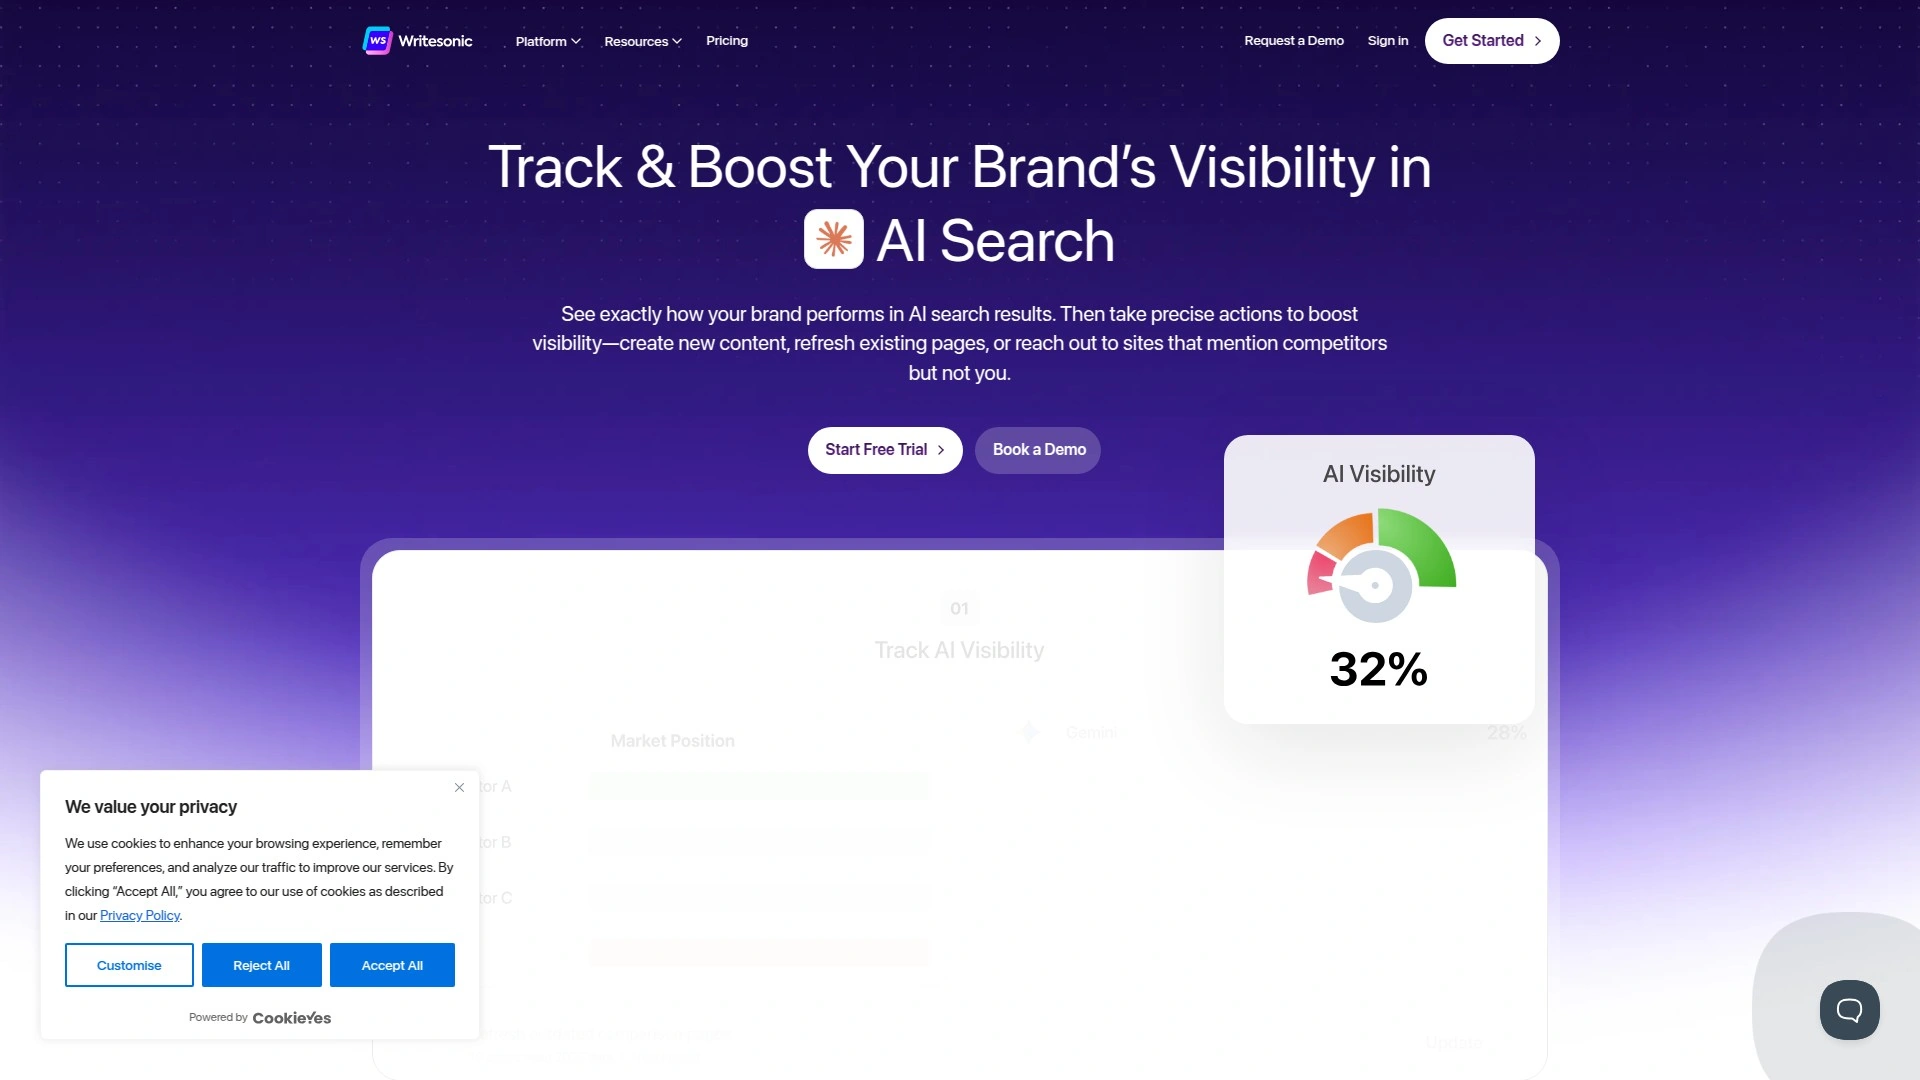 WS Writesonic
Platform
Resources
Pricing
Request a Demo
Sign in
Get Started
Track & Boost Your Brand’s Visibility in
AI Search
See exactly how your brand performs in AI search results. Then take precise actions to boost
visibility—create new content, refresh existing pages, or reach out to sites that mention competitors
but not you.
Start Free Trial
Book a Demo
AI Visibility
32%
01
Track AI Visibility
Market Position
Gemini
28%
tor A
tor B
tor C
Update
We value your privacy
We use cookies to enhance your browsing experience, remember
your preferences, and analyze our traffic to improve our services. By
clicking “Accept All,” you agree to our use of cookies as described
in our Privacy Policy.
Customise
Reject All
Accept All
Powered by CookieYes